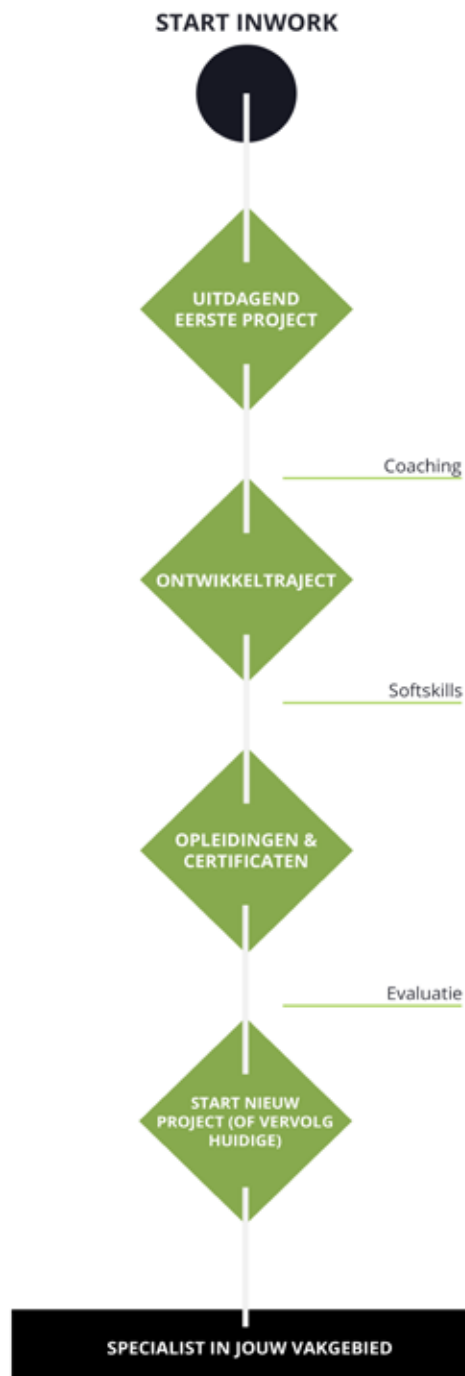 START INWORK
UITDAGEND
EERSTE PROJECT
Coaching
ONTWIKKELTRAJECT
Softskills
OPLEIDINGEN &
CERTIFICATEN
Evaluatie
START NIEUW
PROJECT (OF VERVOLG
HUIDIGE)
SPECIALIST IN JOUW VAKGEBIED